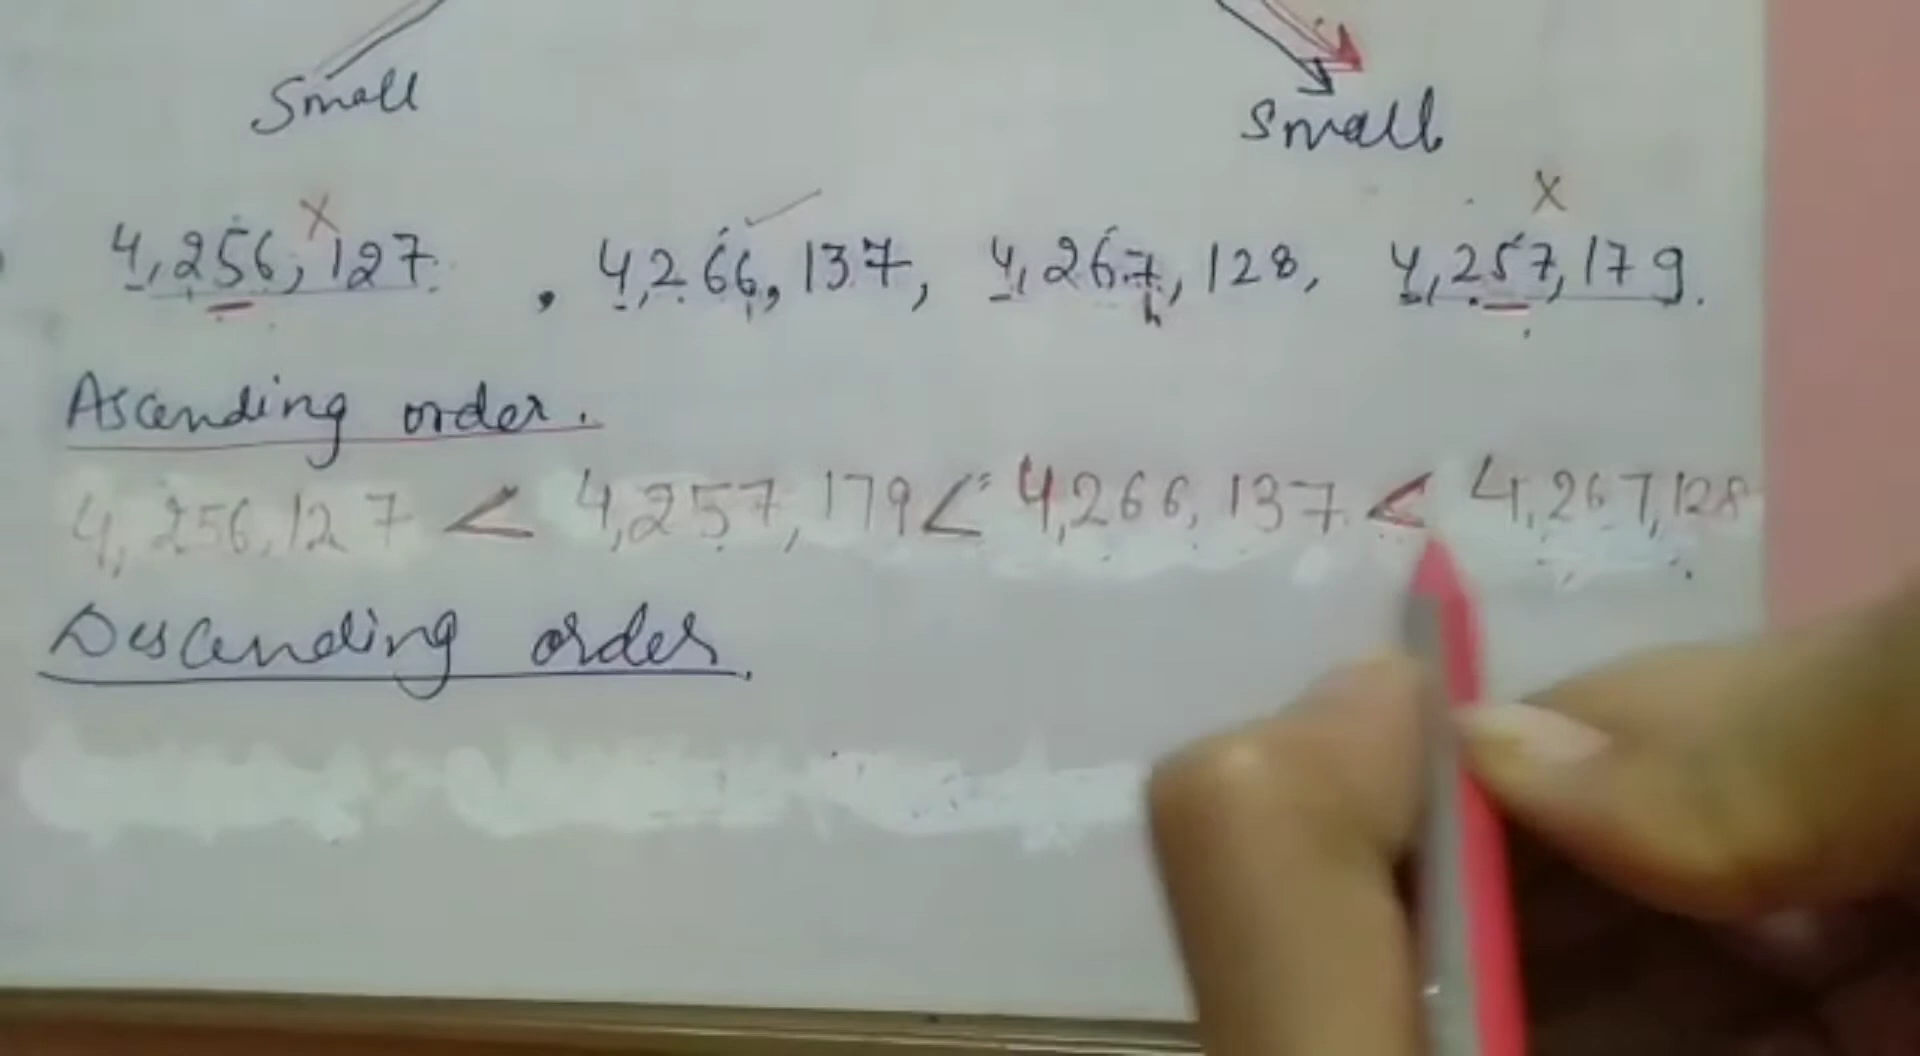 Small Small
4,256,127 , 4,266,137, 4,267,128, 4,257,179.
Ascending order.
4,256,127 < 4,257,179 < 4,266,137 < 4,267,128
Descending order.